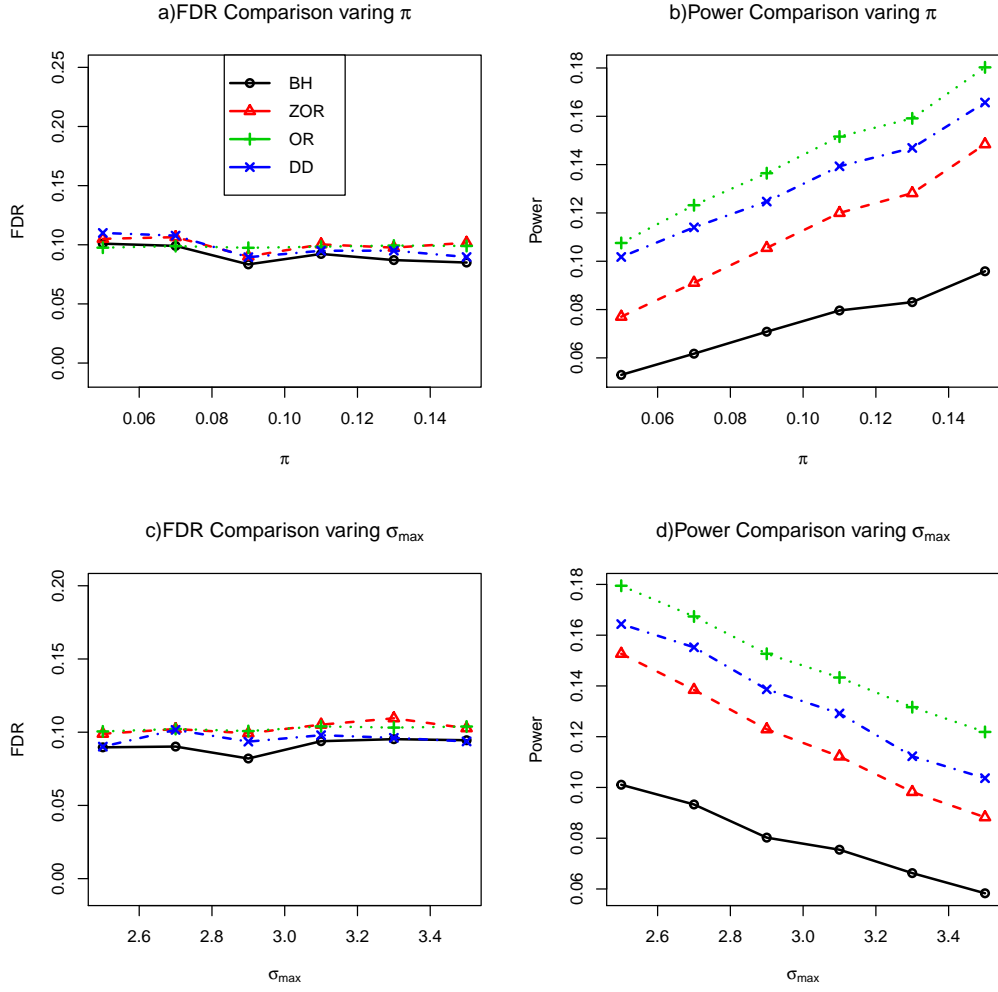 a)FDR Comparison varing π
FDR
0.00
0.05
0.10
0.15
0.20
0.25
BH
ZOR
OR
DD
0.06
0.08
0.10
0.12
0.14
π
b)Power Comparison varing π
Power
0.06
0.08
0.10
0.12
0.14
0.16
0.18
0.06
0.08
0.10
0.12
0.14
π
c)FDR Comparison varing σmax
FDR
0.00
0.05
0.10
0.15
0.20
2.6
2.8
3.0
3.2
3.4
σmax
d)Power Comparison varing σmax
Power
0.06
0.08
0.10
0.12
0.14
0.16
0.18
2.6
2.8
3.0
3.2
3.4
σmax